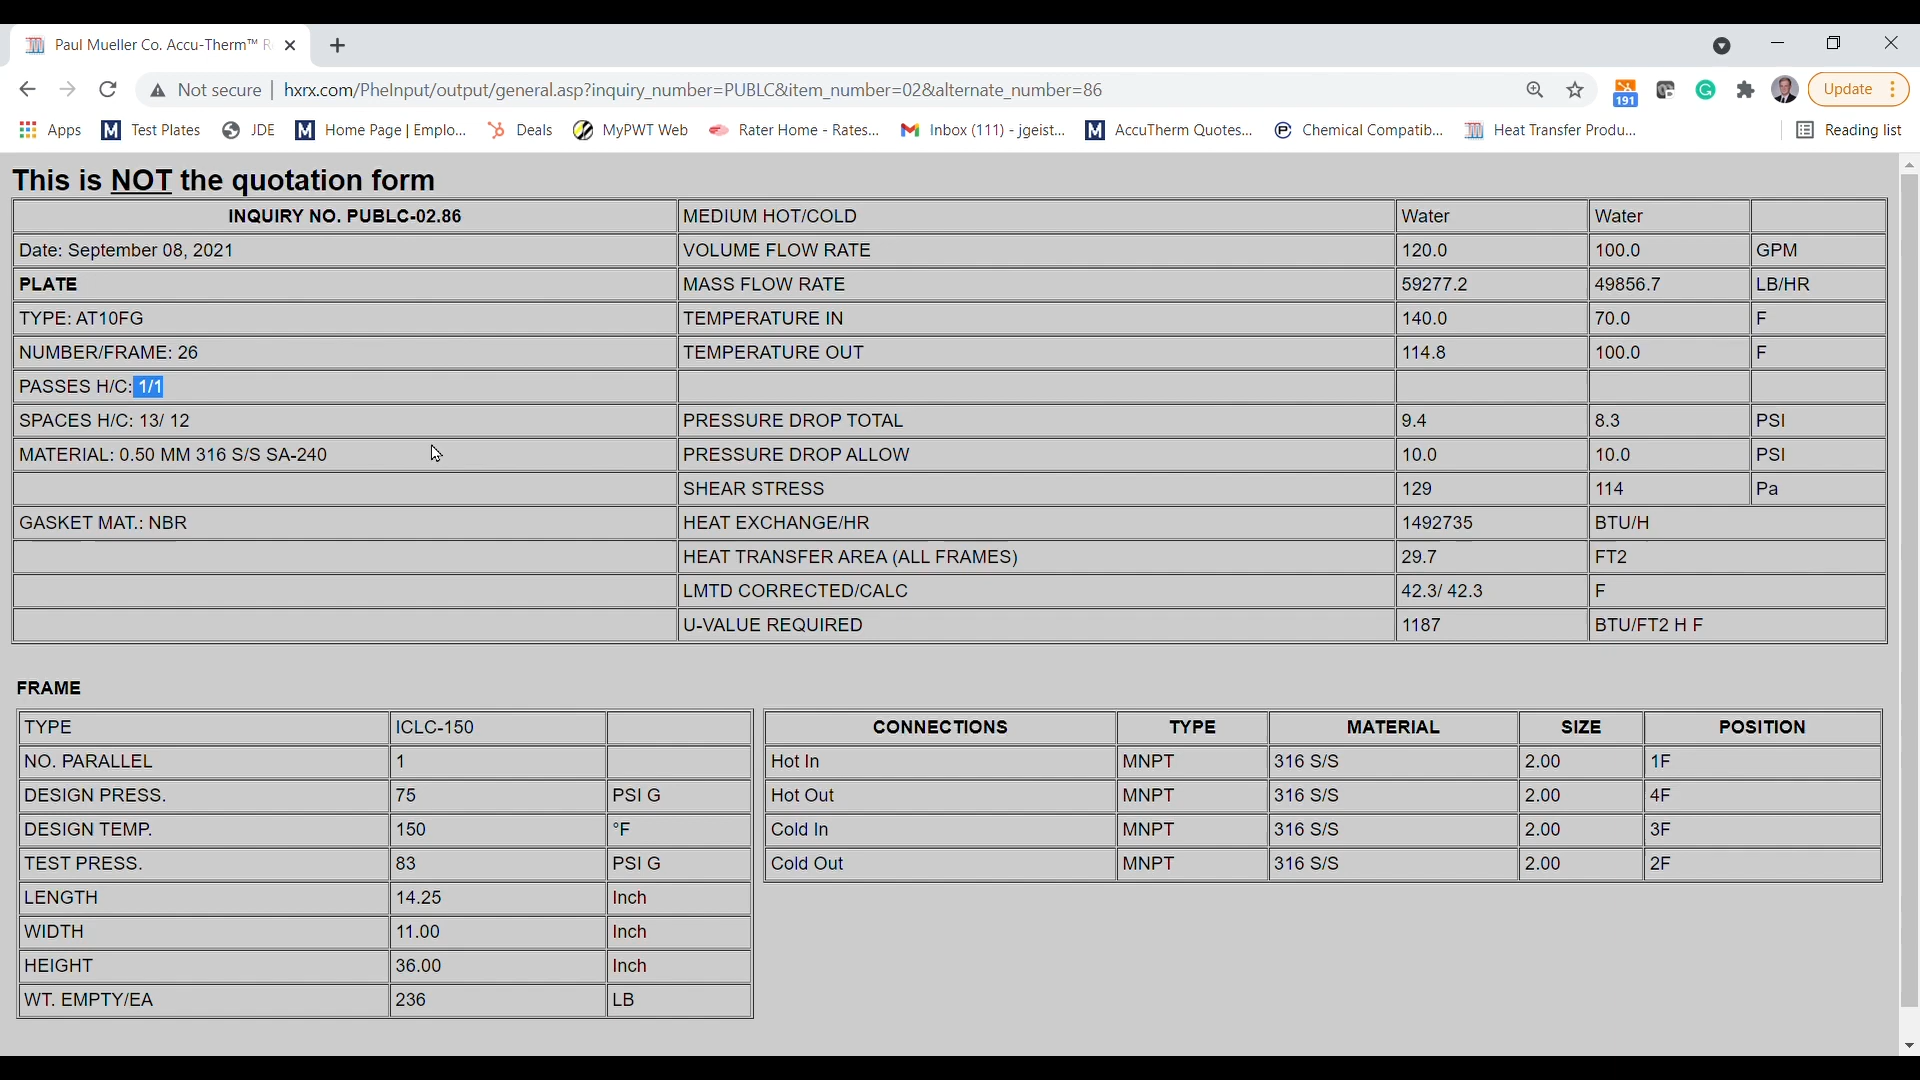 Paul Mueller Co. Accu-Therm™ R
Not secure | hxrx.com/PheInput/output/general.asp?inquiry_number=PUBLC&item_number=02&alternate_number=86
191
Update
Apps Test Plates JDE Home Page | Emplo... Deals MyPWT Web Rater Home - Rates... Inbox (111) - jgeist... AccuTherm Quotes... Chemical Compatib... Heat Transfer Produ... Reading list
This is NOT the quotation form
INQUIRY NO. PUBLC-02.86 MEDIUM HOT/COLD Water Water
Date: September 08, 2021 VOLUME FLOW RATE 120.0 100.0 GPM
PLATE MASS FLOW RATE 59277.2 49856.7 LB/HR
TYPE: AT10FG TEMPERATURE IN 140.0 70.0 F
NUMBER/FRAME: 26 TEMPERATURE OUT 114.8 100.0 F
PASSES H/C: 1/1
SPACES H/C: 13/ 12 PRESSURE DROP TOTAL 9.4 8.3 PSI
MATERIAL: 0.50 MM 316 S/S SA-240 PRESSURE DROP ALLOW 10.0 10.0 PSI
SHEAR STRESS 129 114 Pa
GASKET MAT.: NBR HEAT EXCHANGE/HR 1492735 BTU/H
HEAT TRANSFER AREA (ALL FRAMES) 29.7 FT2
LMTD CORRECTED/CALC 42.3/ 42.3 F
U-VALUE REQUIRED 1187 BTU/FT2 H F
FRAME
TYPE ICLC-150
NO. PARALLEL 1
DESIGN PRESS. 75 PSI G
DESIGN TEMP. 150 °F
TEST PRESS. 83 PSI G
LENGTH 14.25 Inch
WIDTH 11.00 Inch
HEIGHT 36.00 Inch
WT. EMPTY/EA 236 LB
CONNECTIONS TYPE MATERIAL SIZE POSITION
Hot In MNPT 316 S/S 2.00 1F
Hot Out MNPT 316 S/S 2.00 4F
Cold In MNPT 316 S/S 2.00 3F
Cold Out MNPT 316 S/S 2.00 2F